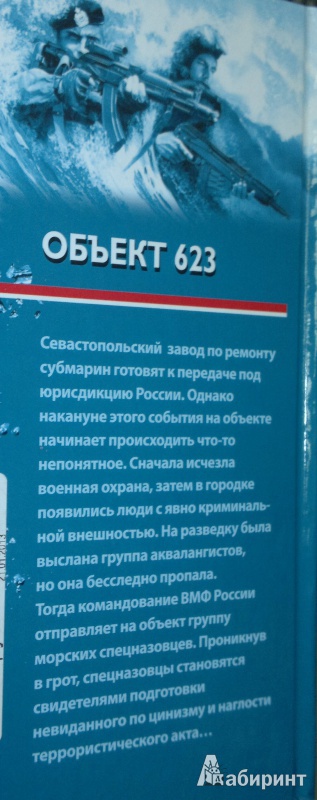 ОБЪЕКТ 623
Севастопольский завод по ремонту
субмарин готовят к передаче под
юрисдикцию России. Однако
накануне этого события на объекте
начинает происходить что-то
непонятное. Сначала исчезла
военная охрана, затем в городке
появились люди с явно криминаль-
ной внешностью. На разведку была
выслана группа аквалангистов,
но она бесследно пропала.
Тогда командование ВМФ России
отправляет на объект группу
морских спецназовцев. Проникнув
в грот, спецназовцы становятся
свидетелями подготовки
невиданного по цинизму и наглости
террористического акта...
Лабиринт